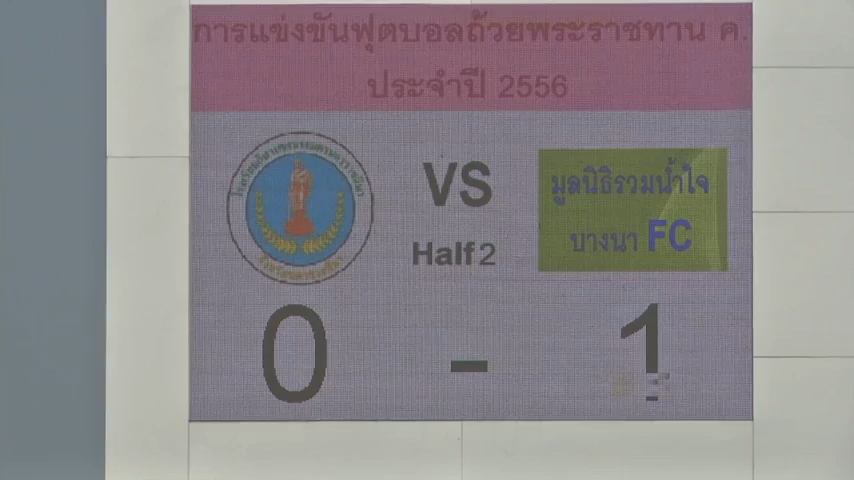 การแข่งขันฟุตบอลถ้วยพระราชทาน ค.
ประจำปี 2556
VS
Half 2
มูลนิธิรวมน้ำใจ
บางนา FC
0 - 1